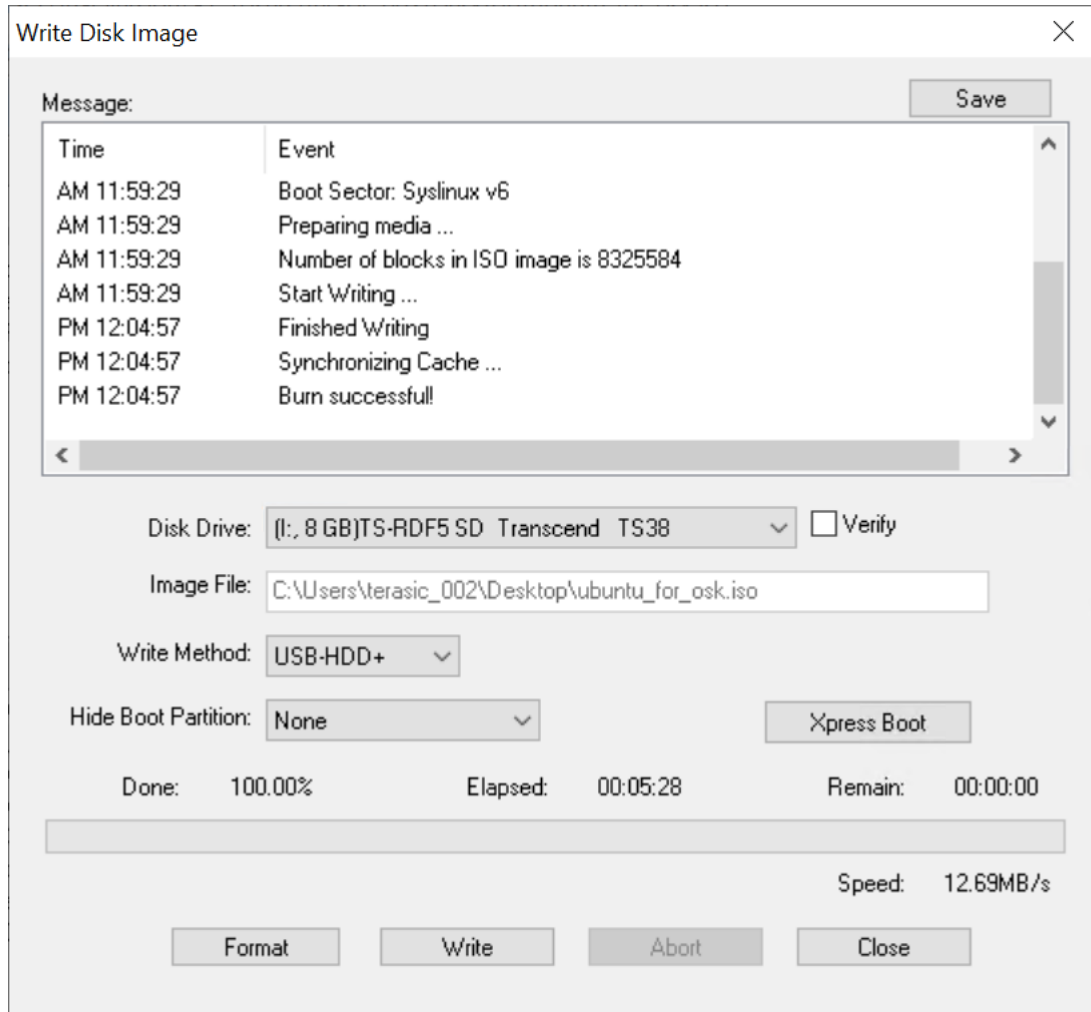 Write Disk Image
Message:
Save
Time Event
AM 11:59:29 Boot Sector: Syslinux v6
AM 11:59:29 Preparing media ...
AM 11:59:29 Number of blocks in ISO image is 8325584
AM 11:59:29 Start Writing ...
PM 12:04:57 Finished Writing
PM 12:04:57 Synchronizing Cache ...
PM 12:04:57 Burn successful!
Disk Drive: (I:, 8 GB)TS-RDF5 SD Transcend TS38 Verify
Image File: C:\Users\terasic_002\Desktop\ubuntu_for_osk.iso
Write Method: USB-HDD+
Hide Boot Partition: None Xpress Boot
Done: 100.00% Elapsed: 00:05:28 Remain: 00:00:00
Speed: 12.69MB/s
Format Write Abort Close